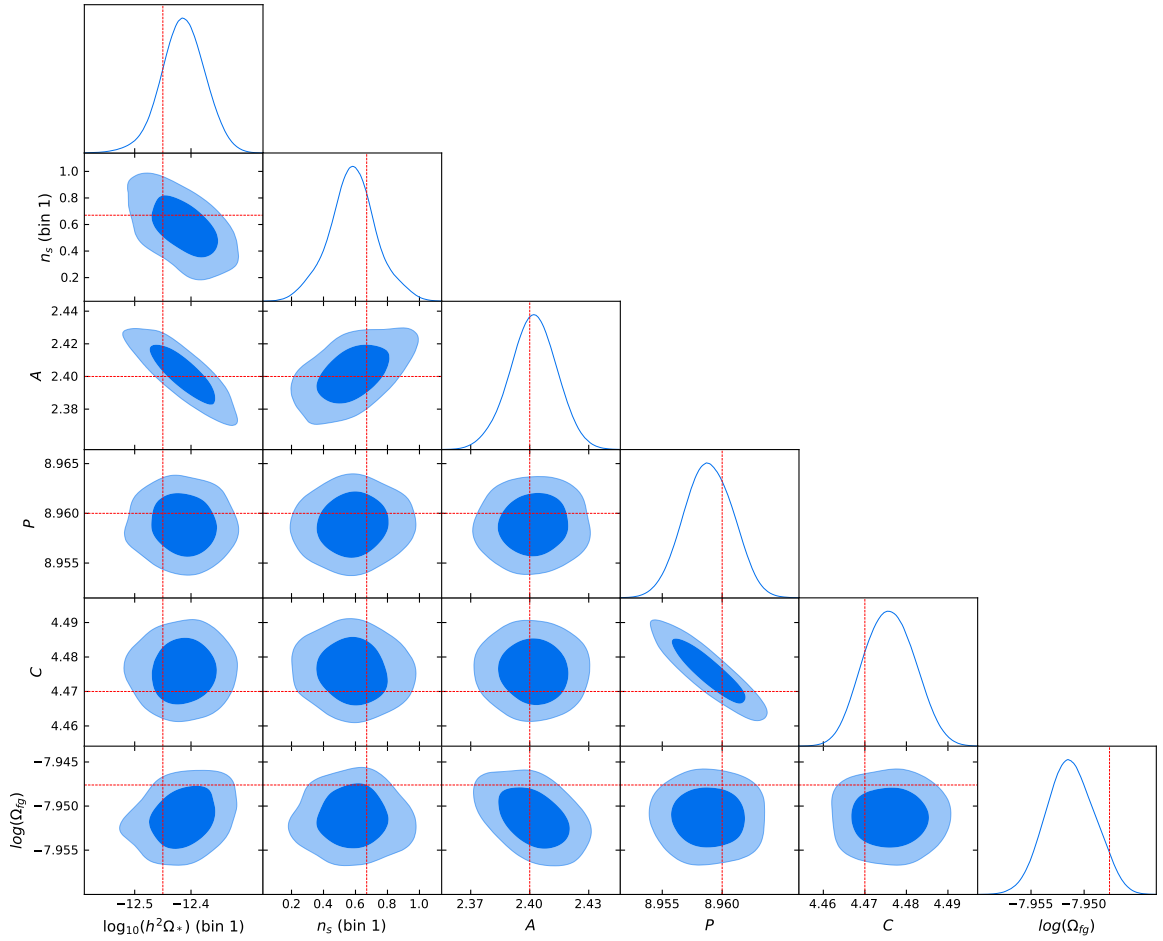 1.0
0.8
0.6
0.4
0.2
n_s (bin 1)
2.44
2.42
2.40
2.38
A
8.965
8.960
8.955
P
4.49
4.48
4.47
4.46
C
−7.945
−7.950
−7.955
log(Ω_fg)
−12.5 −12.4
0.2 0.4 0.6 0.8 1.0
2.37 2.40 2.43
8.955 8.960
4.46 4.47 4.48 4.49
−7.955 −7.950
log₁₀(h²Ω_*) (bin 1)
n_s (bin 1)
A
P
C
log(Ω_fg)